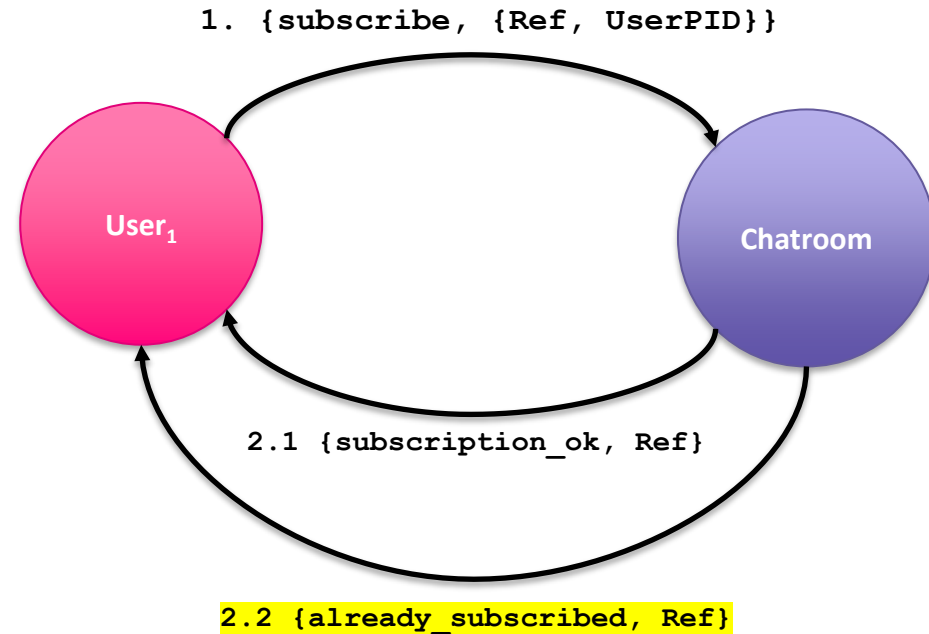 1. {subscribe, {Ref, UserPID}}
User₁
Chatroom
2.1 {subscription_ok, Ref}
2.2 {already_subscribed, Ref}